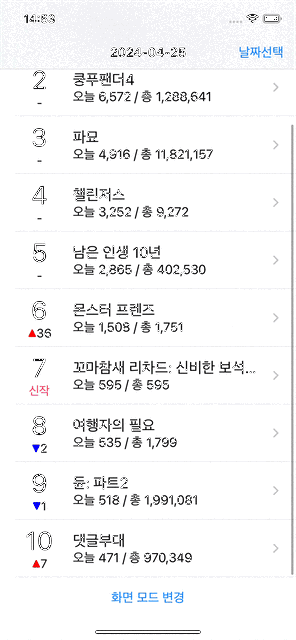 14:53
2024-04-25
날짜선택
2
쿵푸팬더4
-
오늘 6,572 / 총 1,288,641
3
파묘
-
오늘 4,916 / 총 11,821,157
4
챌린저스
-
오늘 3,252 / 총 9,272
5
남은 인생 10년
-
오늘 2,865 / 총 402,530
6
몬스터 프렌즈
▲36
오늘 1,508 / 총 1,751
7
꼬마참새 리차드: 신비한 보석...
신작
오늘 595 / 총 595
8
여행자의 필요
▼2
오늘 535 / 총 1,799
9
듄: 파트2
▼1
오늘 518 / 총 1,991,081
10
댓글부대
▲7
오늘 471 / 총 970,349
화면 모드 변경